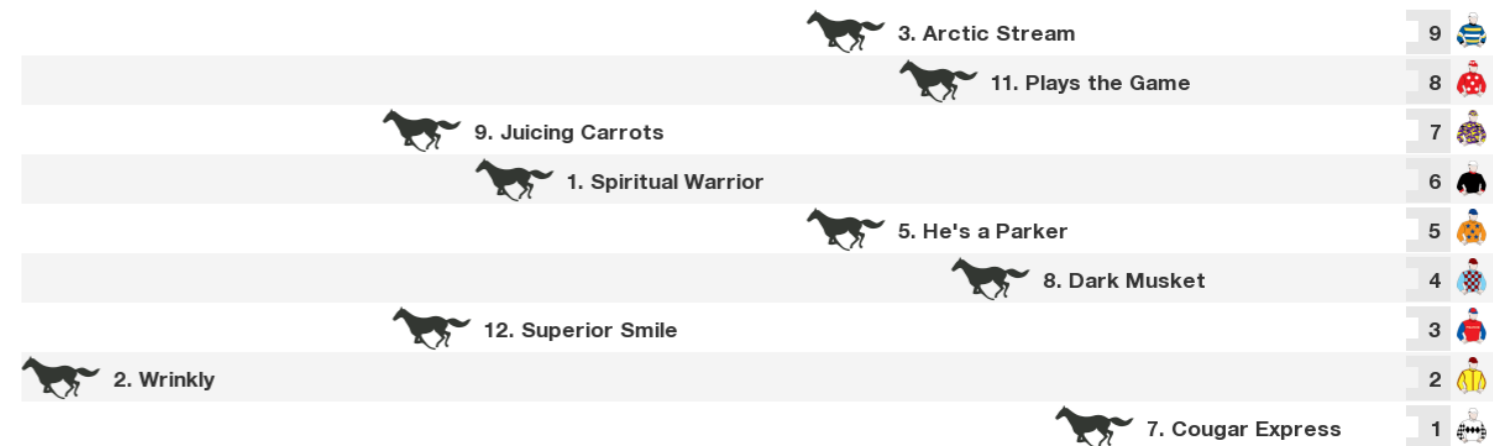 3. Arctic Stream 9
11. Plays the Game 8
9. Juicing Carrots 7
1. Spiritual Warrior 6
5. He's a Parker 5
8. Dark Musket 4
12. Superior Smile 3
2. Wrinkly 2
7. Cougar Express 1